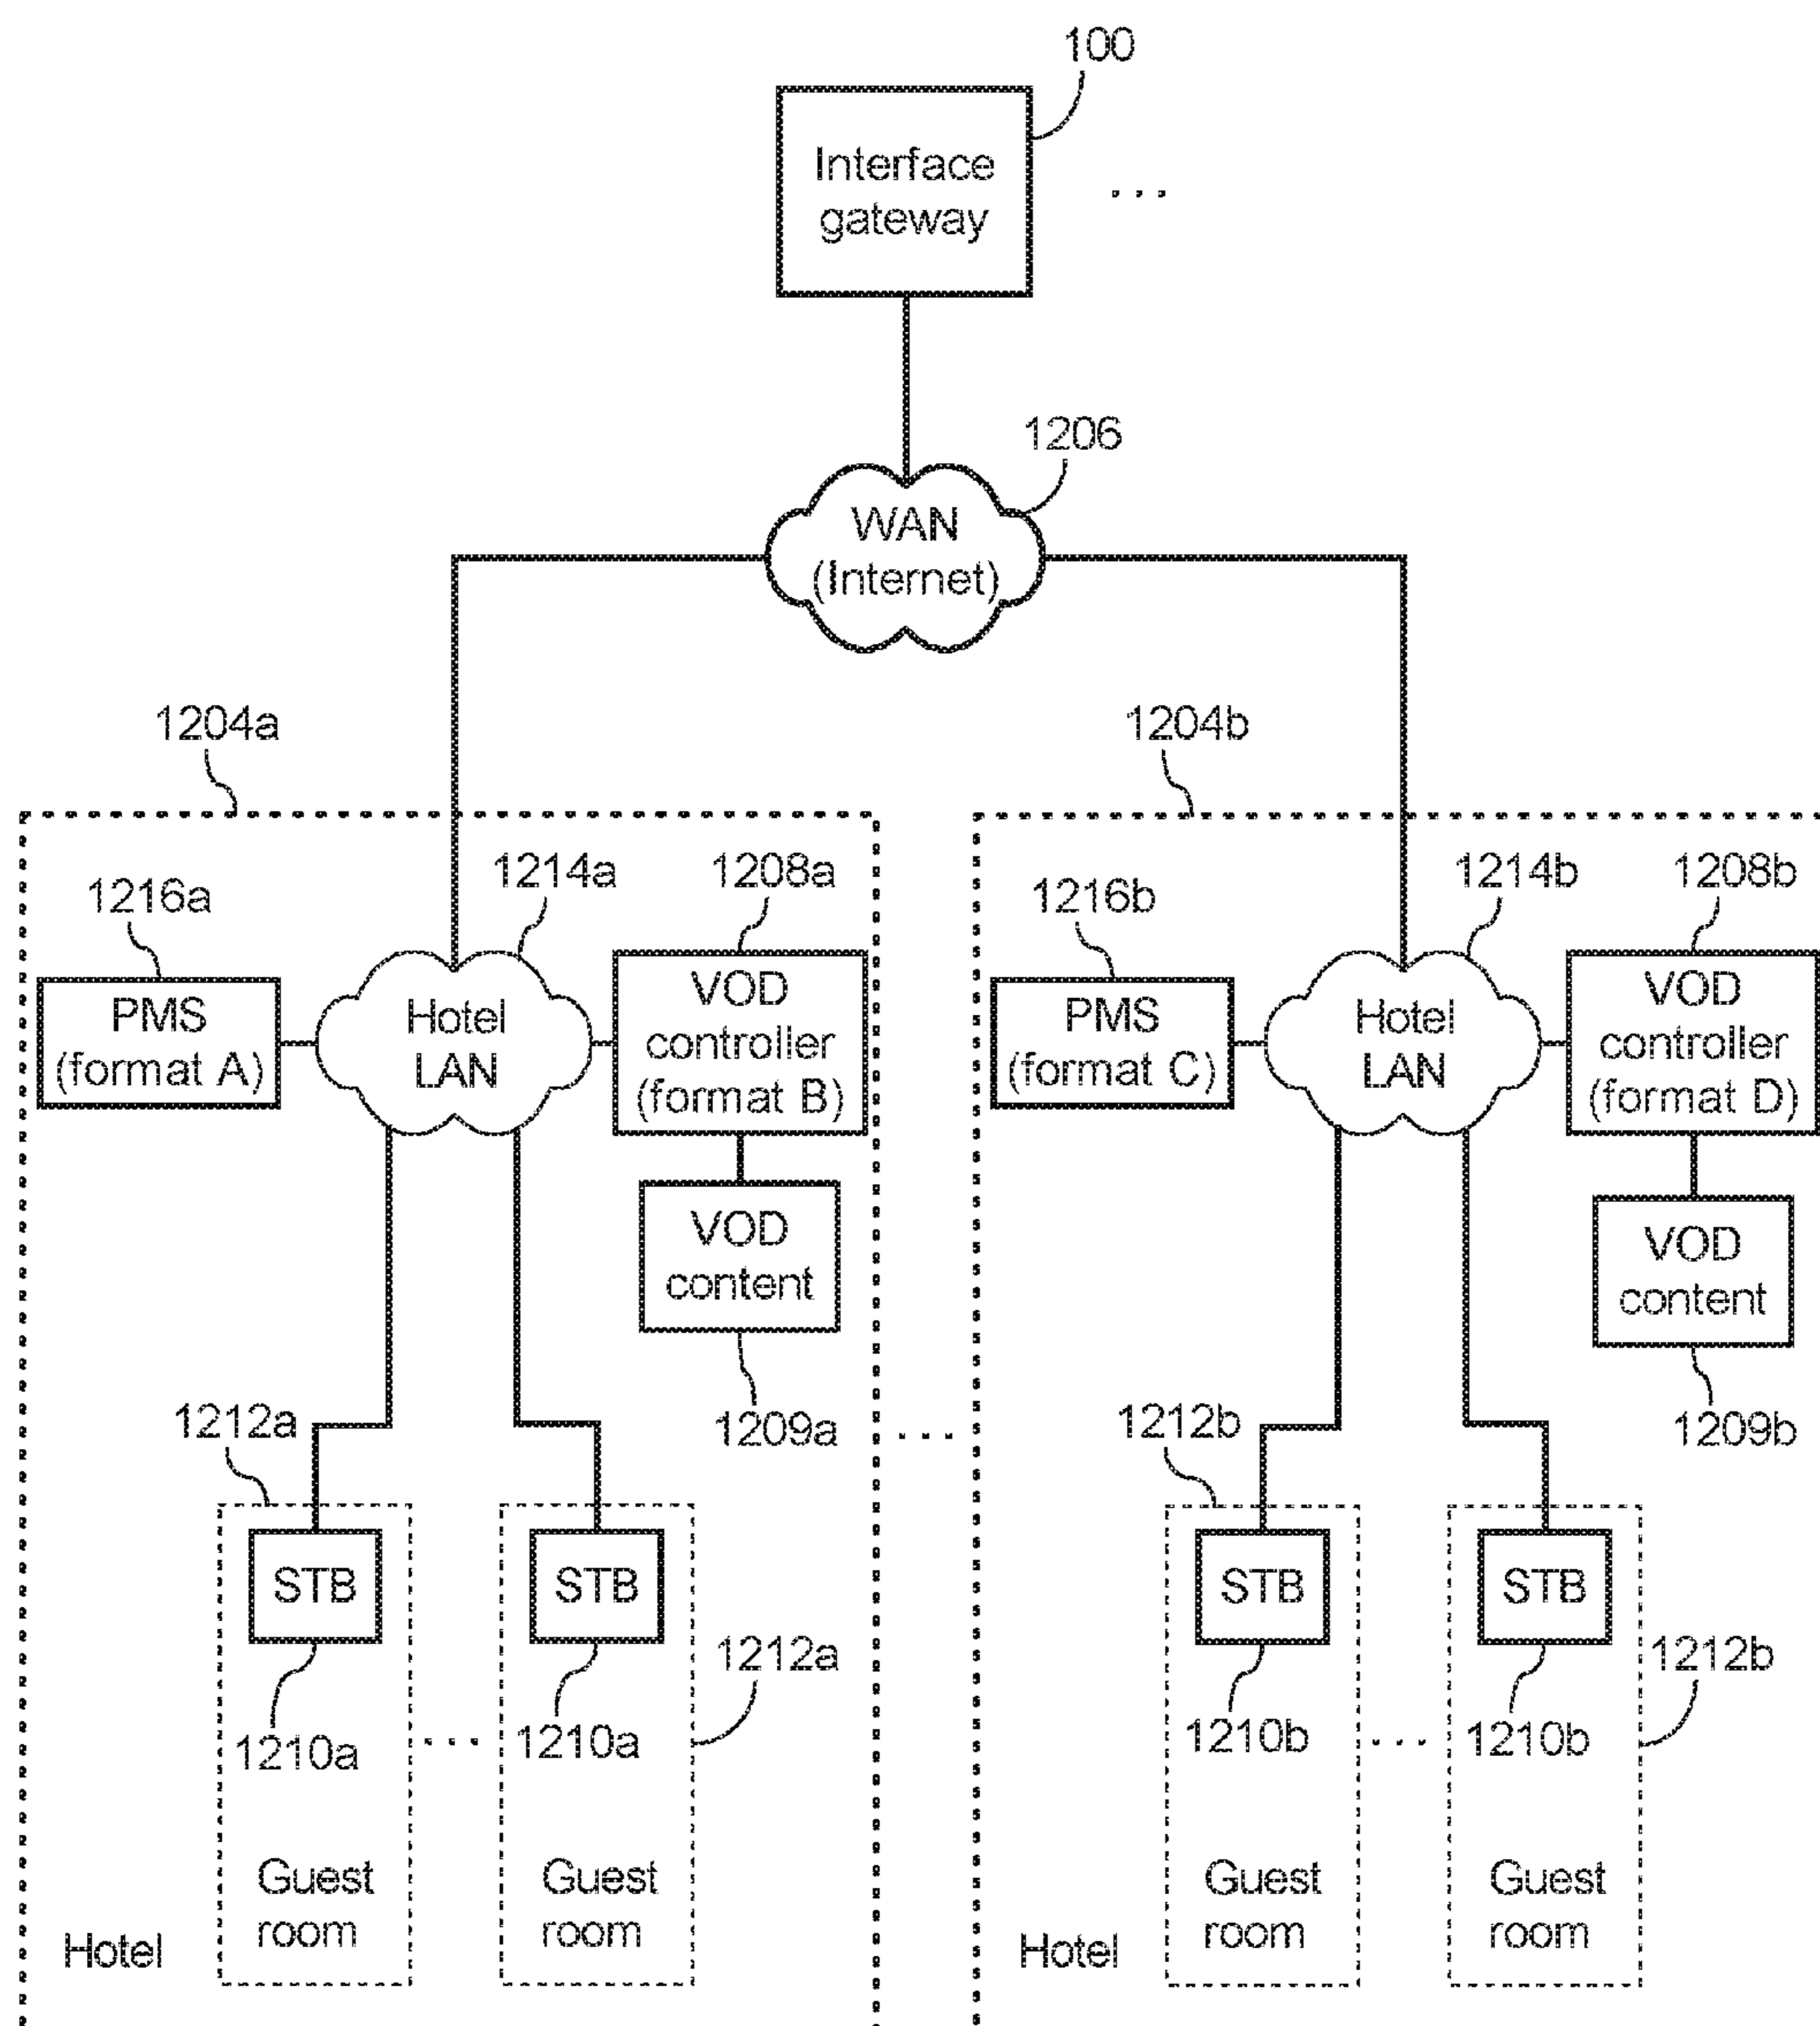 100
Interface
gateway
. . .
1206
WAN
(Internet)
1204a
1204b
1216a
1214a
1208a
PMS
(format A)
Hotel
LAN
VOD
controller
(format B)
VOD
content
1209a
1212a
STB
STB
1210a
1210a
1212a
. . .
Guest
room
Guest
room
Hotel
. . .
1216b
1214b
1208b
PMS
(format C)
Hotel
LAN
VOD
controller
(format D)
VOD
content
1209b
1212b
STB
STB
1210b
1210b
1212b
. . .
Guest
room
Guest
room
Hotel